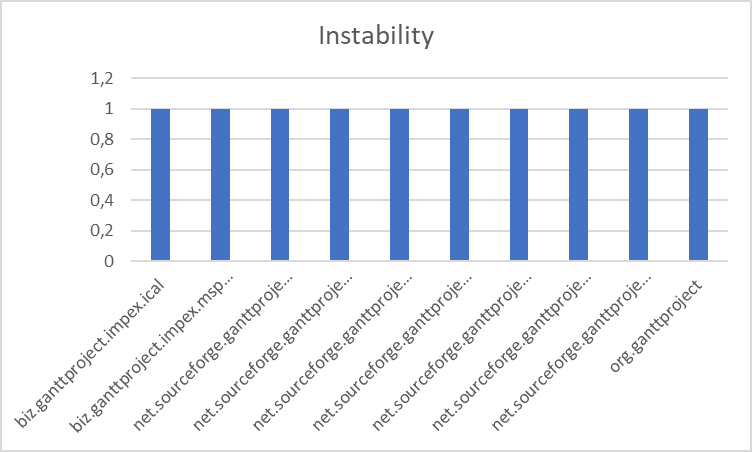 Instability
1,2
1
0,8
0,6
0,4
0,2
0
biz.ganttproject.impex.ical
biz.ganttproject.impex.msp...
net.sourceforge.ganttproje...
net.sourceforge.ganttproje...
net.sourceforge.ganttproje...
net.sourceforge.ganttproje...
net.sourceforge.ganttproje...
net.sourceforge.ganttproje...
net.sourceforge.ganttproje...
org.ganttproject